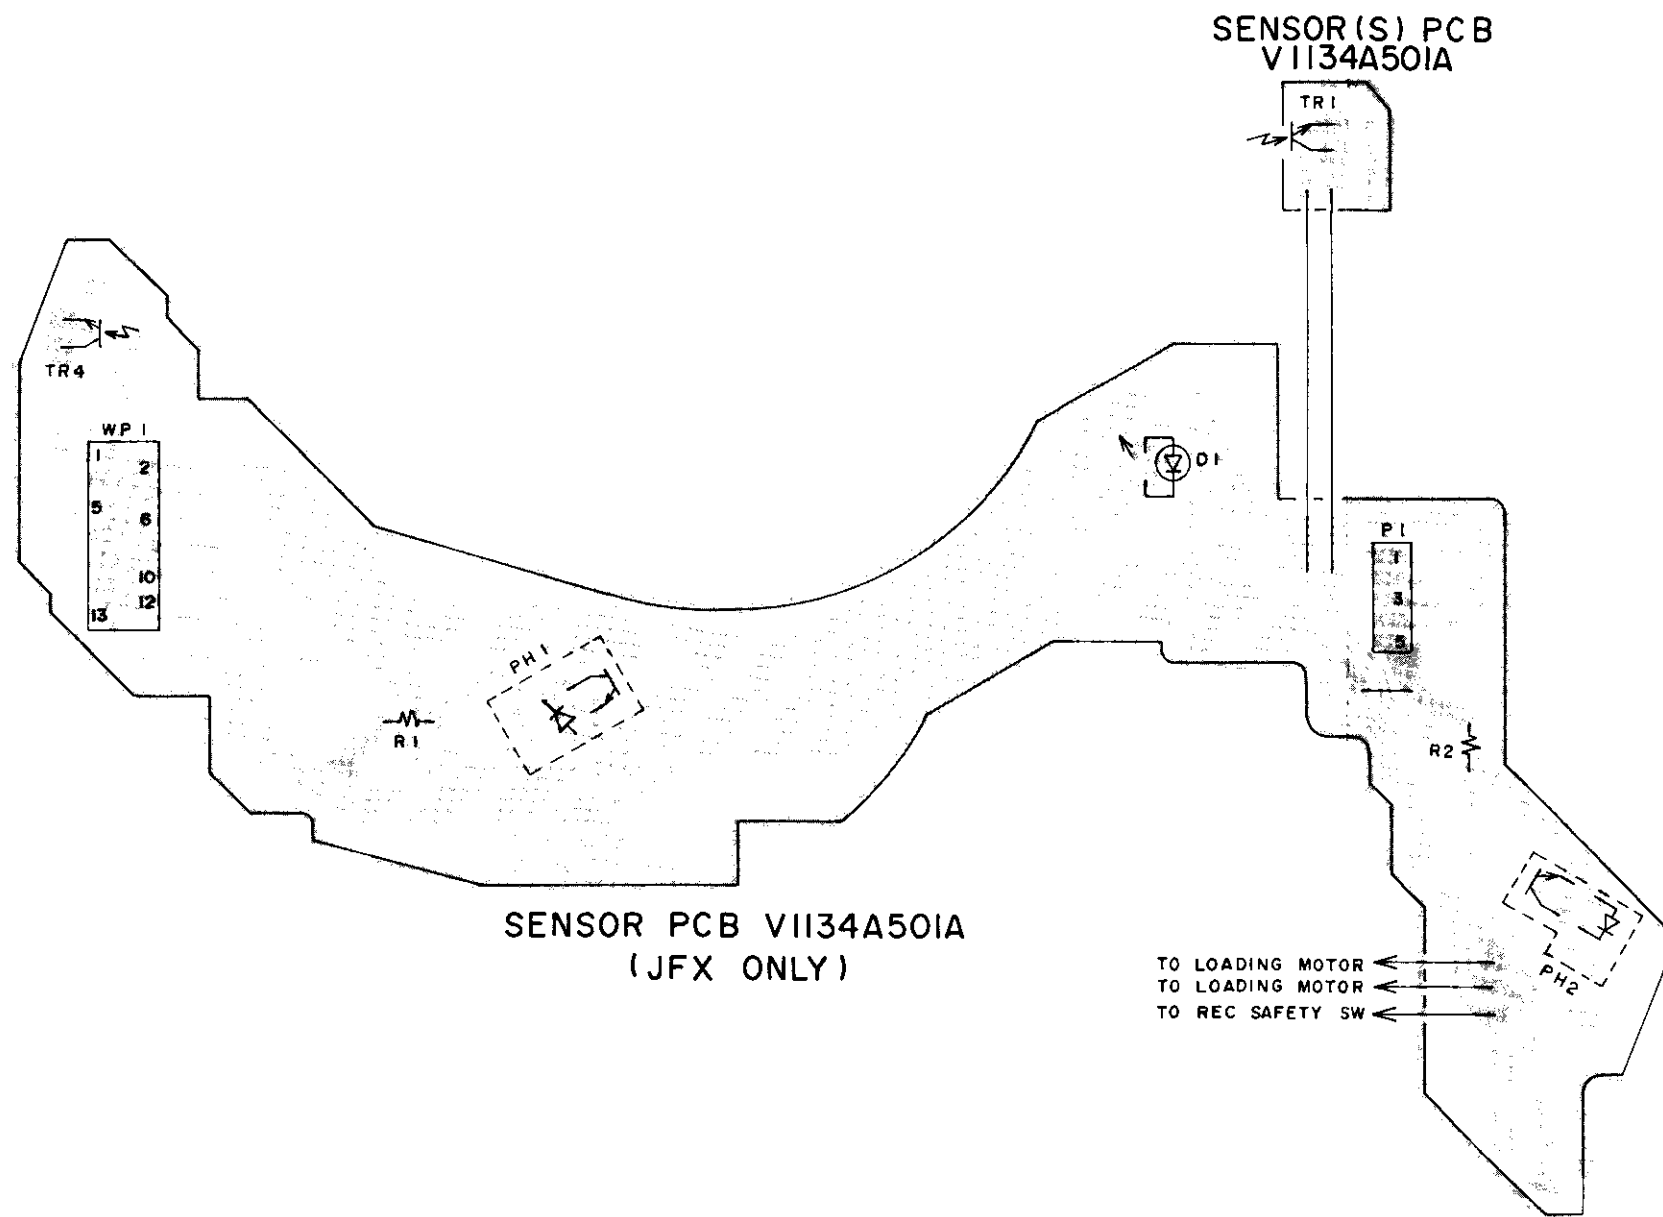 SENSOR(S) PCB
V1134A501A
TR1
TR4
WP1
1
2
5
6
10
12
13
D1
P1
1
3
5
PH1
R1
R2
SENSOR PCB V1134A501A
(JFX ONLY)
TO LOADING MOTOR
TO LOADING MOTOR
TO REC SAFETY SW
PH2